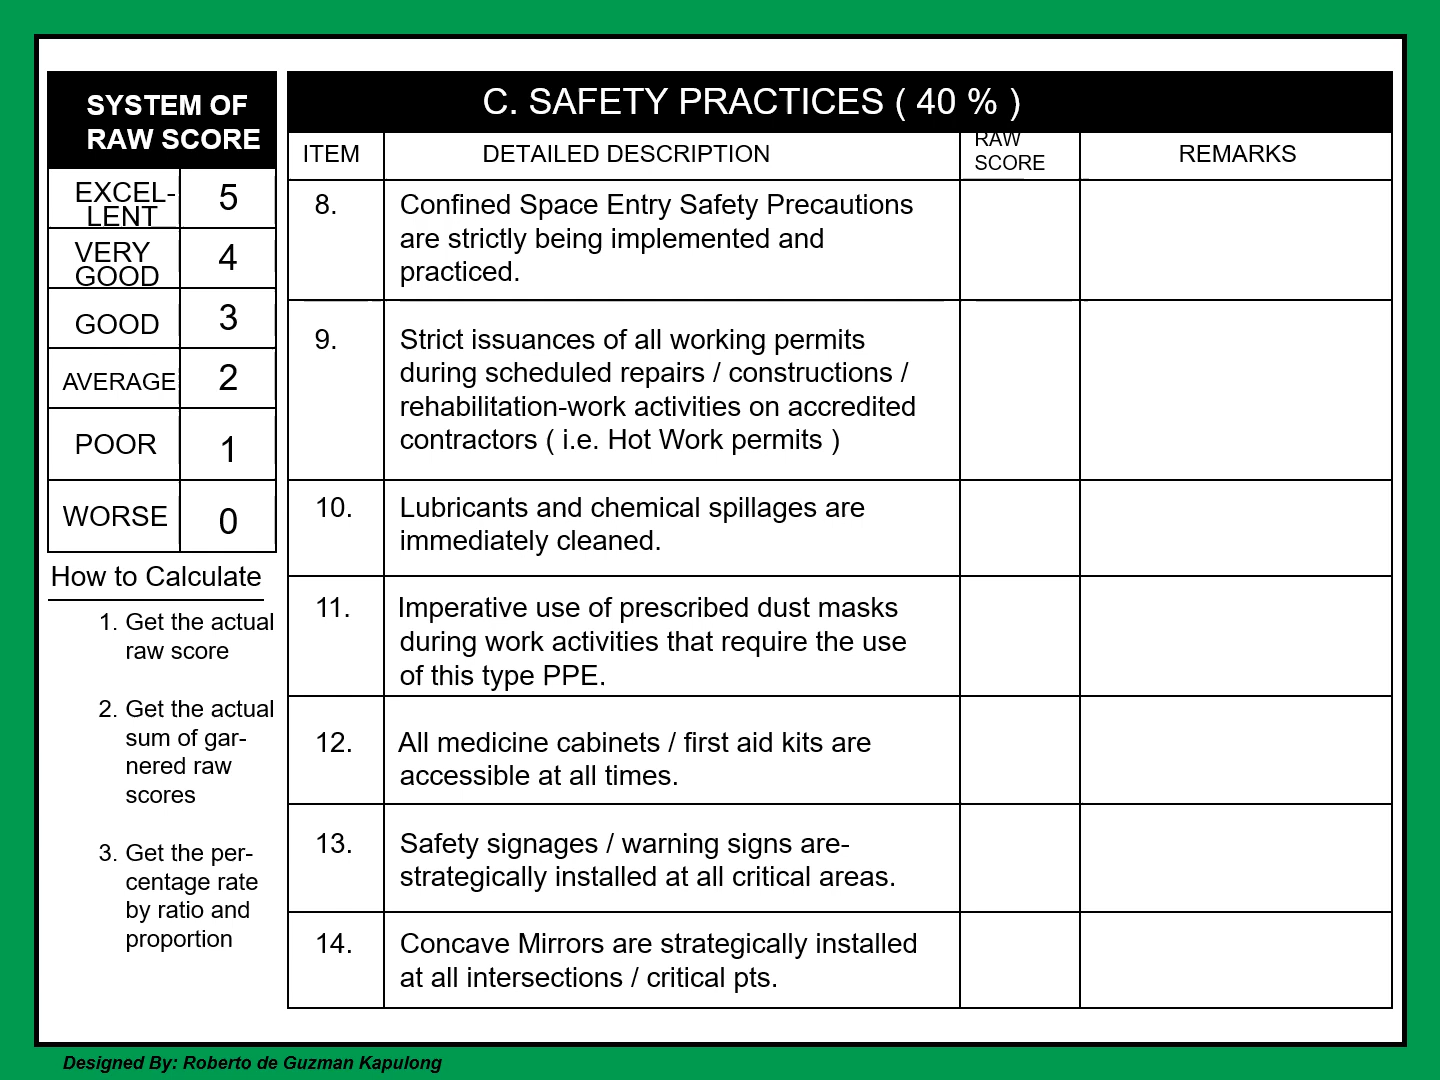 SYSTEM OF
RAW SCORE
EXCEL-
LENT
5
VERY
GOOD
4
GOOD
3
AVERAGE
2
POOR
1
WORSE
0
How to Calculate
1. Get the actual
raw score
2. Get the actual
sum of gar-
nered raw
scores
3. Get the per-
centage rate
by ratio and
proportion
C. SAFETY PRACTICES ( 40 % )
ITEM
DETAILED DESCRIPTION
RAW
SCORE
REMARKS
8.
Confined Space Entry Safety Precautions
are strictly being implemented and
practiced.
9.
Strict issuances of all working permits
during scheduled repairs / constructions /
rehabilitation-work activities on accredited
contractors ( i.e. Hot Work permits )
10.
Lubricants and chemical spillages are
immediately cleaned.
11.
Imperative use of prescribed dust masks
during work activities that require the use
of this type PPE.
12.
All medicine cabinets / first aid kits are
accessible at all times.
13.
Safety signages / warning signs are-
strategically installed at all critical areas.
14.
Concave Mirrors are strategically installed
at all intersections / critical pts.
Designed By: Roberto de Guzman Kapulong